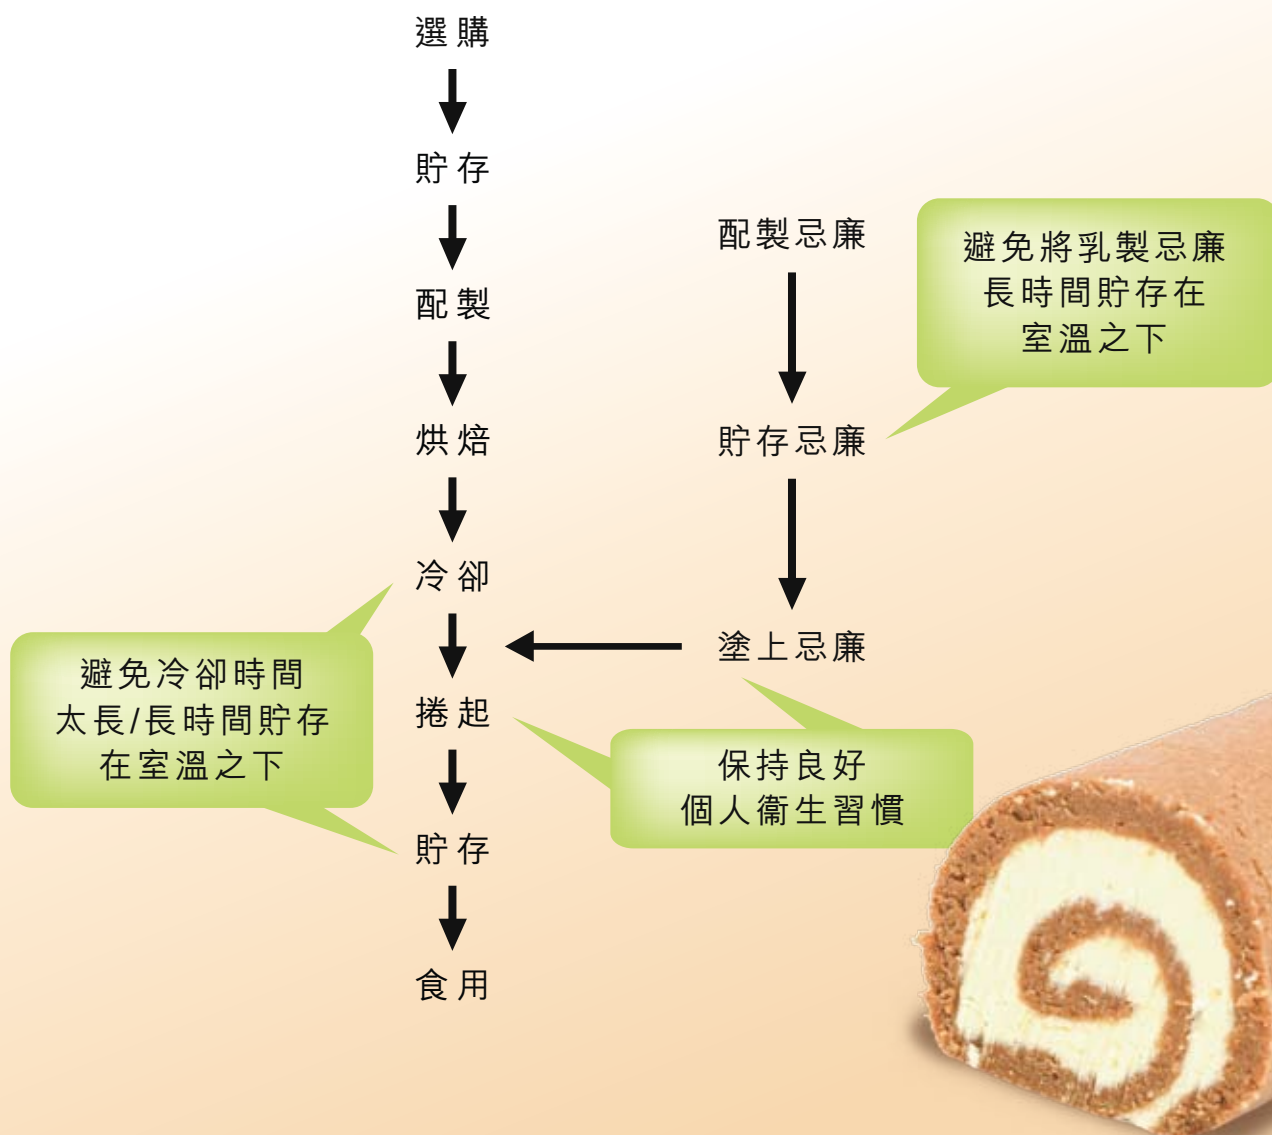 選購
貯存
配製
烘焙
冷卻
捲起
貯存
食用
配製忌廉
貯存忌廉
塗上忌廉
避免將乳製忌廉
長時間貯存在
室溫之下
避免冷卻時間
太長/長時間貯存
在室溫之下
保持良好
個人衞生習慣